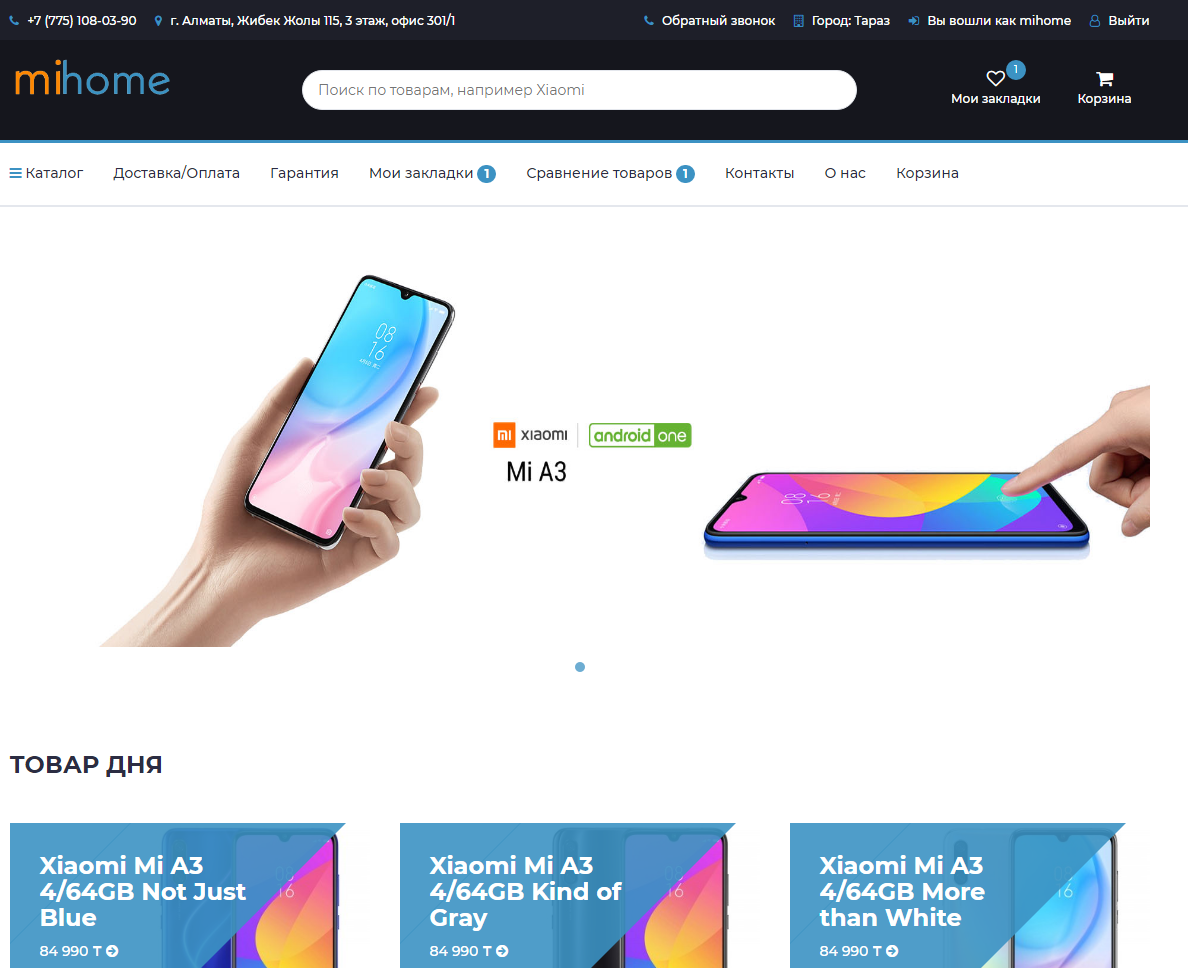 +7 (775) 108-03-90 г. Алматы, Жибек Жолы 115, 3 этаж, офис 301/1 Обратный звонок Город: Тараз Вы вошли как mihome Выйти
mihome
Поиск по товарам, например Xiaomi
1
Мои закладки Корзина
Каталог Доставка/Оплата Гарантия Мои закладки 1 Сравнение товаров 1 Контакты О нас Корзина
08
16
mi xiaomi android one
Mi A3
08
16
ТОВАР ДНЯ
Xiaomi Mi A3
4/64GB Not Just
Blue
84 990 Т
Xiaomi Mi A3
4/64GB Kind of
Gray
84 990 Т
Xiaomi Mi A3
4/64GB More
than White
84 990 Т